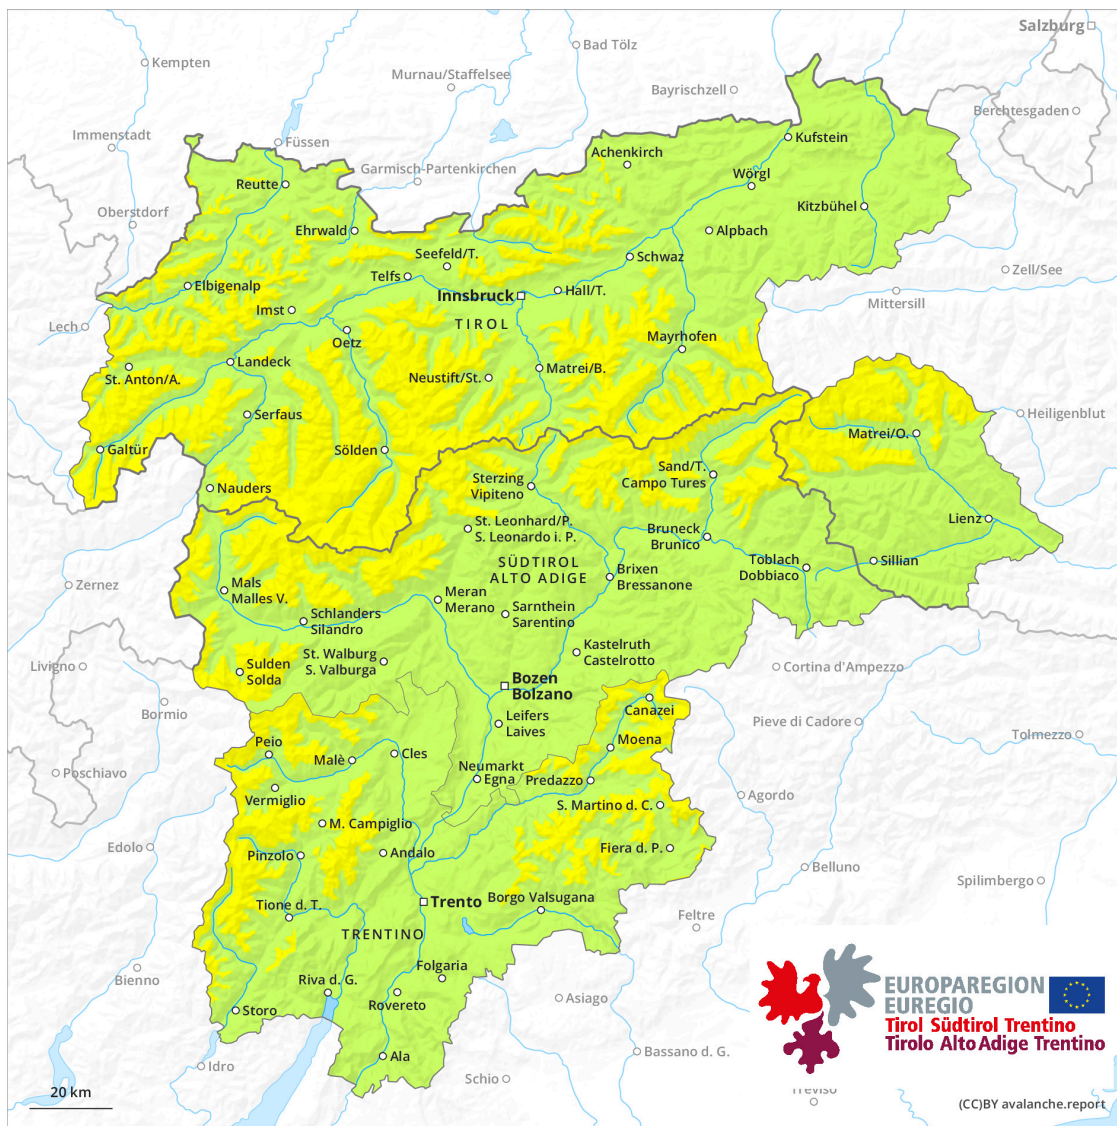 Salzburg
Bad Tölz
Kempten
Murnau/Staffelsee
Bayrischzell
Berchtesgaden
Immenstadt
Füssen
Kufstein
Achenkirch
Garmisch-Partenkirchen
Wörgl
Reutte
Kitzbühel
Oberstdorf
Ehrwald
Alpbach
Seefeld/T.
Schwaz
Zell/See
Telfs
Elbigenalp
Innsbruck
Hall/T.
Mittersill
Imst
TIROL
Lech
Oetz
Mayrhofen
Landeck
Matrei/B.
St. Anton/A.
Neustift/St.
Serfaus
Heiligenblut
Matrei/O.
Galtür
Sölden
Sand/T.
Campo Tures
Sterzing
Vipiteno
Nauders
Lienz
St. Leonhard/P.
S. Leonardo i. P.
Bruneck
Brunico
SÜDTIROL
ALTO ADIGE
Toblach
Dobbiaco
Sillian
Brixen
Bressanone
Zernez
Mals
Malles V.
Meran
Merano
Schlanders
Silandro
Sarnthein
Sarentino
Kastelruth
Castelrotto
St. Walburg
S. Valburga
Livigno
Sulden
Solda
Cortina d'Ampezzo
Bozen
Bolzano
Bormio
Canazei
Leifers
Laives
Pieve di Cadore
Tolmezzo
Peio
Moena
Malè
Cles
Poschiavo
Neumarkt
Egna
Predazzo
Vermiglio
Agordo
S. Martino d. C.
M. Campiglio
Edolo
Pinzolo
Andalo
Fiera d. P.
Belluno
Spilimbergo
Tione d. T.
Trento
Borgo Valsugana
Feltre
TRENTINO
Folgaria
Bienno
Riva d. G.
Rovereto
Asiago
Storo
EUROPAREGION
EUREGIO
Tirol Südtirol Trentino
Tirolo Alto Adige Trentino
Ala
Bassano d. G.
Idro
Schio
Treviso
20 km
(CC)BY avalanche.report